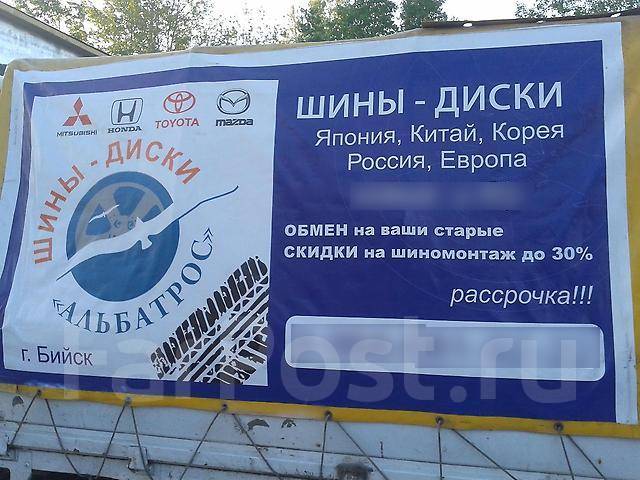 MITSUBISHI
HONDA
TOYOTA
mazda
ШИНЫ - ДИСКИ
«АЛЬБАТРОС»
г. Бийск
ШИНЫ - ДИСКИ
Япония, Китай, Корея
Россия, Европа
ОБМЕН на ваши старые
СКИДКИ на шиномонтаж до 30%
рассрочка!!!
FarPost.ru